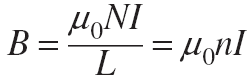 B = μ₀NI / L = μ₀nI